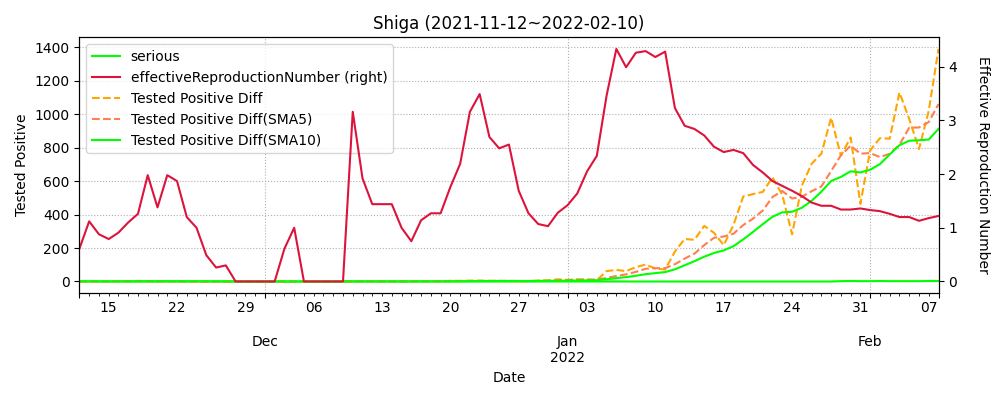 Shiga (2021-11-12~2022-02-10)
serious
effectiveReproductionNumber (right)
Tested Positive Diff
Tested Positive Diff(SMA5)
Tested Positive Diff(SMA10)
Tested Positive
1400
1200
1000
800
600
400
200
0
Effective Reproduction Number
4
3
2
1
0
15 22 29 06 13 20 27 03 10 17 24 31 07
Dec Jan Feb
2022
Date